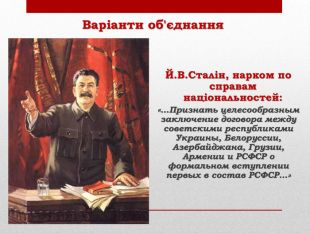 Варіанти об'єднання
Й.В.Сталін, нарком по
справам
національностей:
«...Признать целесообразным
заключение договора между
советскими республиками
Украины, Белоруссии,
Азербайджана, Грузии,
Армении и РСФСР о
формальном вступлении
первых в состав РСФСР...»